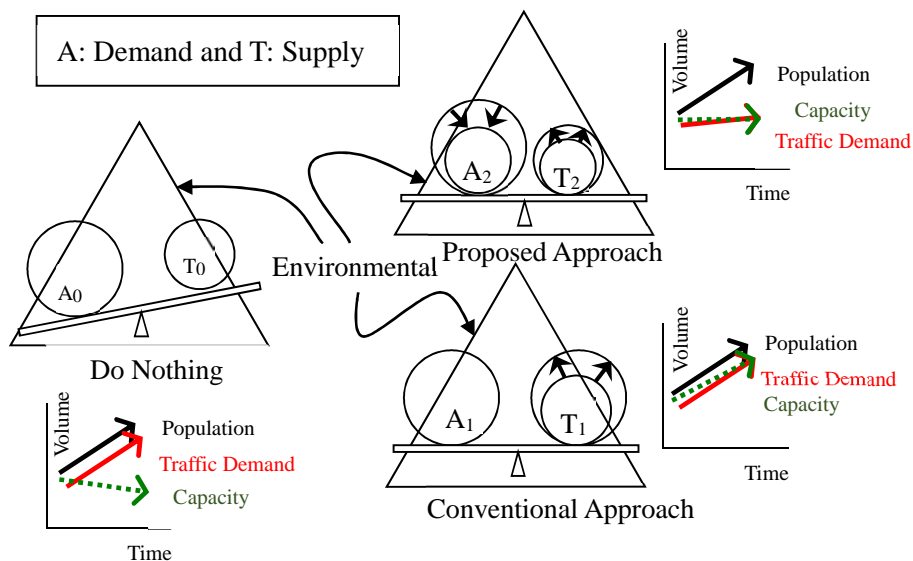 A: Demand and T: Supply
A0
T0
Do Nothing
Volume
Population
Traffic Demand
Capacity
Time
Environmental
A2
T2
Proposed Approach
Volume
Population
Capacity
Traffic Demand
Time
A1
T1
Conventional Approach
Volume
Population
Traffic Demand
Capacity
Time